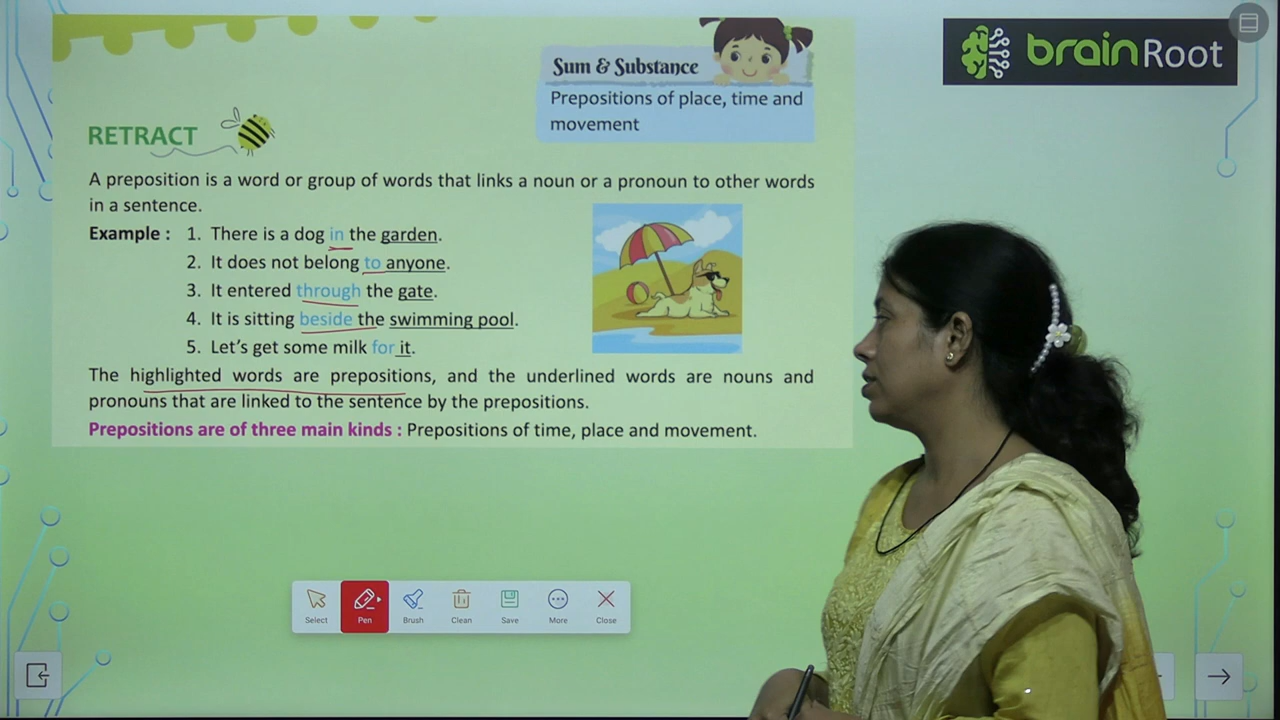 brainRoot
Sum & Substance
Prepositions of place, time and
movement
RETRACT
A preposition is a word or group of words that links a noun or a pronoun to other words
in a sentence.
Example : 1. There is a dog in the garden.
2. It does not belong to anyone.
3. It entered through the gate.
4. It is sitting beside the swimming pool.
5. Let's get some milk for it.
The highlighted words are prepositions, and the underlined words are nouns and
pronouns that are linked to the sentence by the prepositions.
Prepositions are of three main kinds : Prepositions of time, place and movement.
Select Pen Brush Clean Save More Close